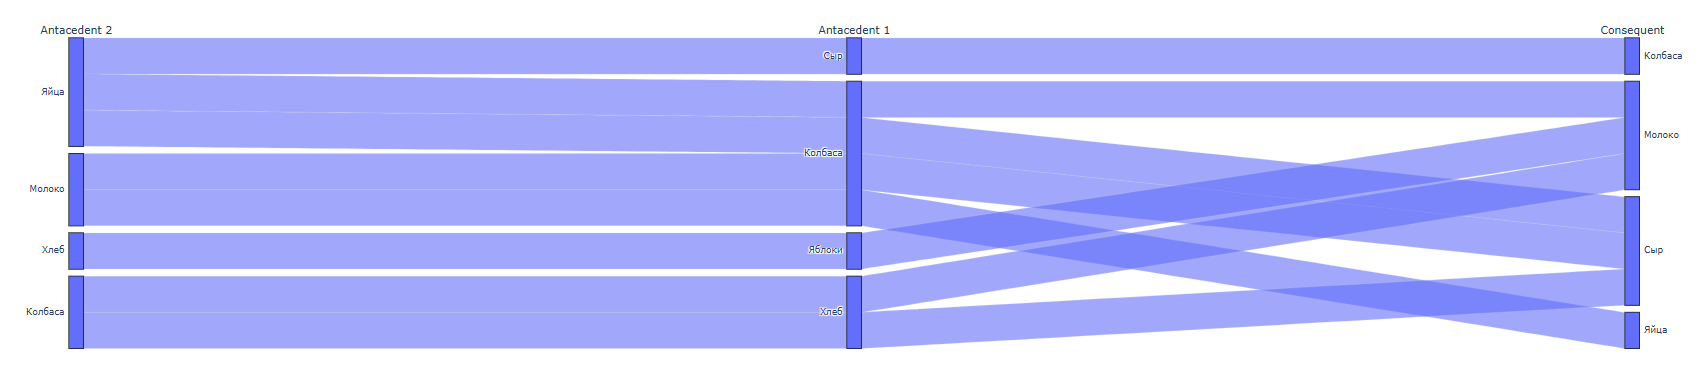 Antacedent 2
Antacedent 1
Consequent
Яйца
Молоко
Хлеб
Колбаса
Сыр
Колбаса
Яблоки
Хлеб
Колбаса
Молоко
Сыр
Яйца